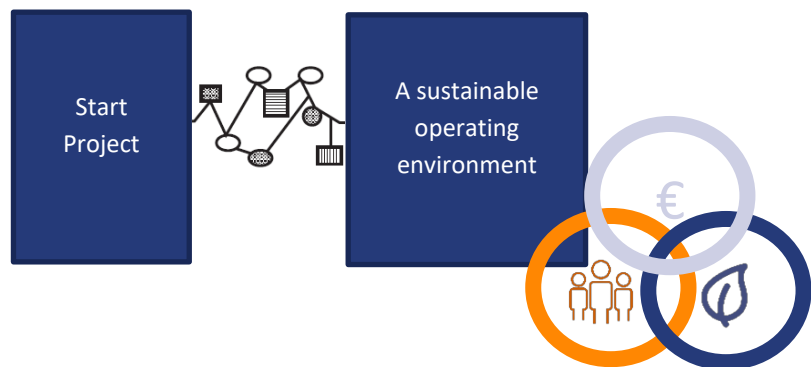 Start
Project
A sustainable
operating
environment
€